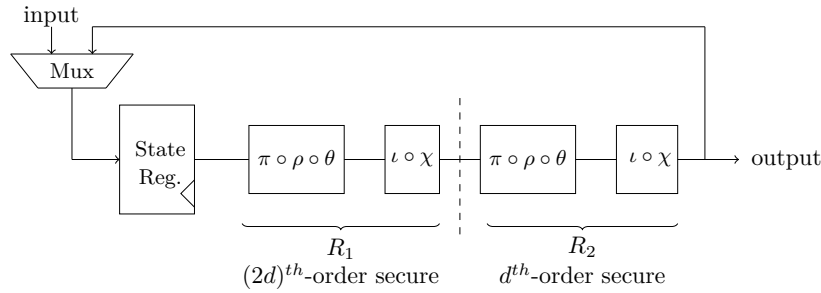 input
Mux
State
Reg.
π ∘ ρ ∘ θ
ι ∘ χ
π ∘ ρ ∘ θ
ι ∘ χ
output
R₁
(2d)ᵗʰ-order secure
R₂
dᵗʰ-order secure